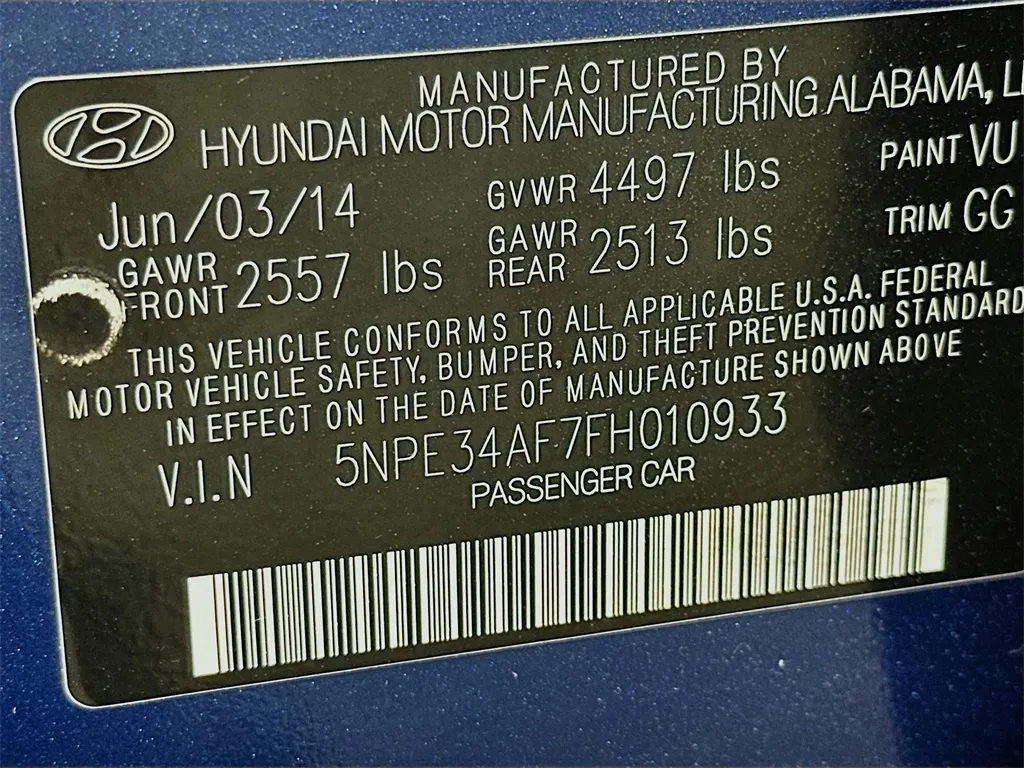 MANUFACTURED BY
HYUNDAI MOTOR MANUFACTURING ALABAMA,
Jun/03/14 GVWR 4497 lbs PAINT VU
GAWR FRONT 2557 lbs GAWR REAR 2513 lbs TRIM GG
THIS VEHICLE CONFORMS TO ALL APPLICABLE U.S.A. FEDERAL
MOTOR VEHICLE SAFETY, BUMPER, AND THEFT PREVENTION STANDARD
IN EFFECT ON THE DATE OF MANUFACTURE SHOWN ABOVE
V.I.N 5NPE34AF7FH010933
PASSENGER CAR